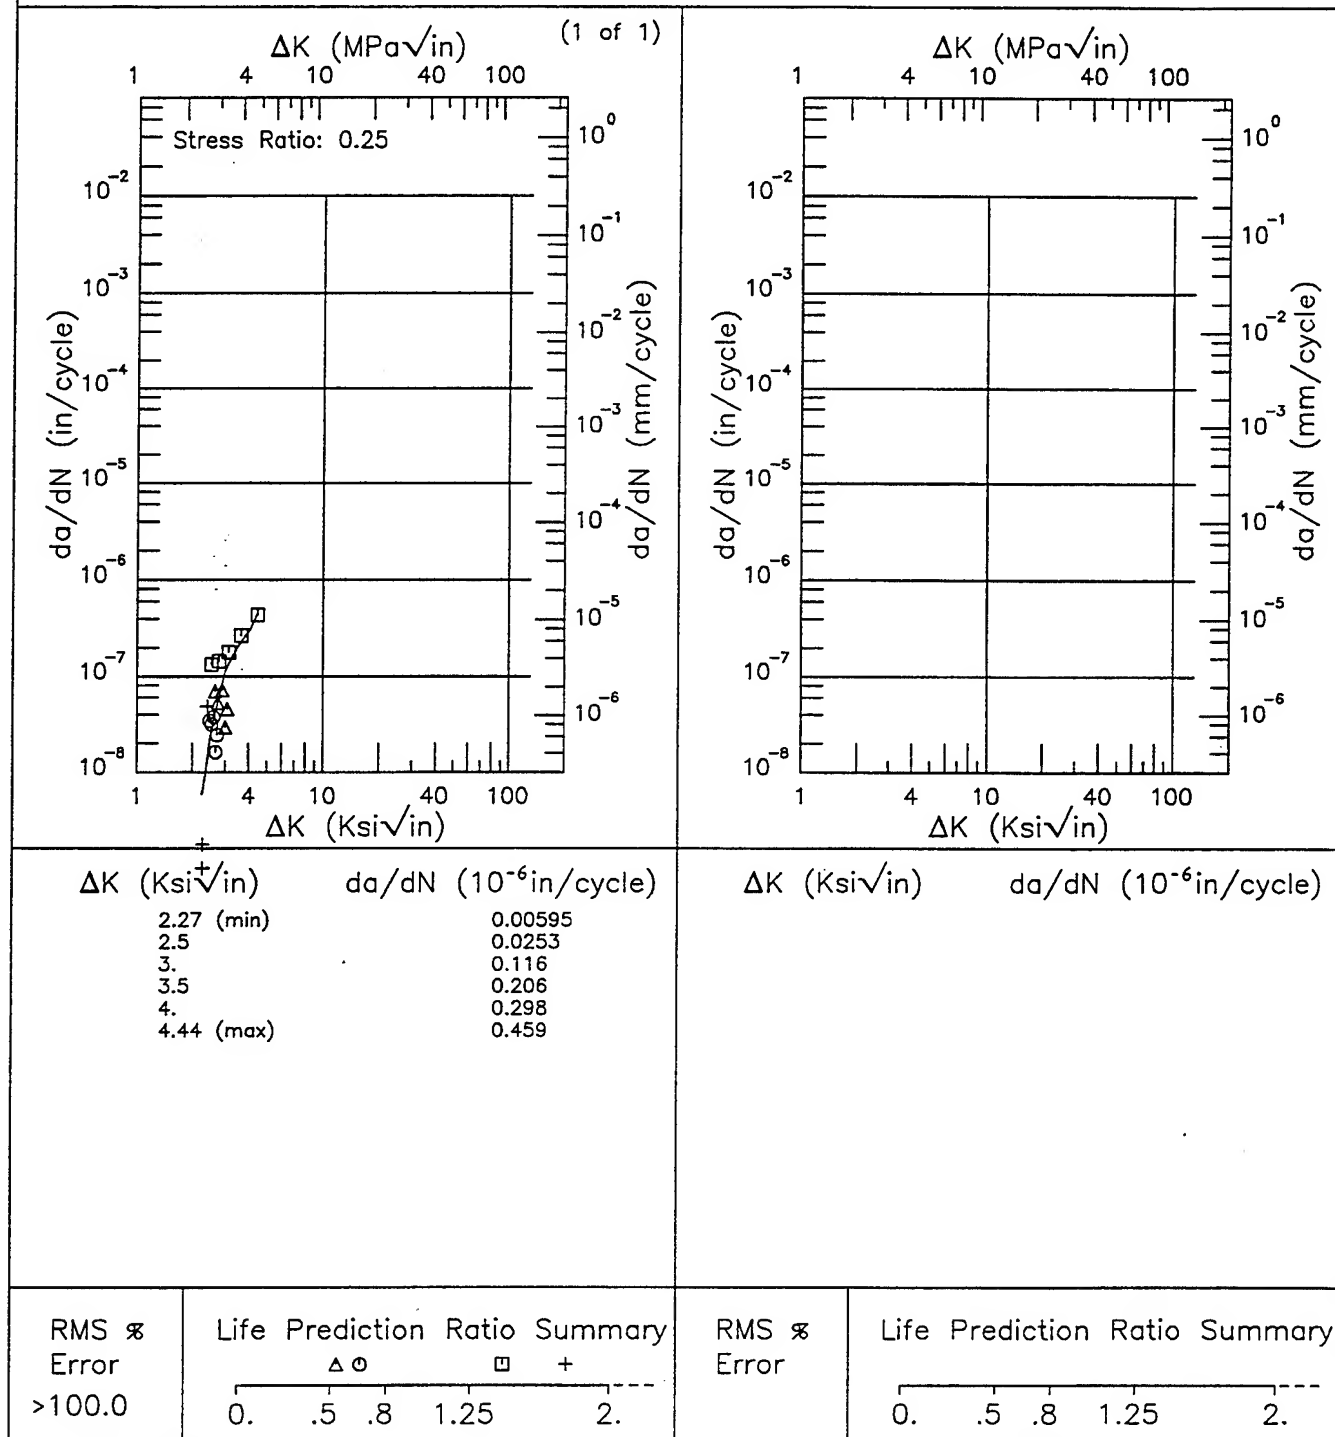 (1 of 1)
ΔK (MPa√in)
1 4 10 40 100
Stress Ratio: 0.25
10⁰
10⁻¹
10⁻²
10⁻³
10⁻⁴
10⁻⁵
10⁻⁶
da/dN (mm/cycle)
10⁻²
10⁻³
10⁻⁴
10⁻⁵
10⁻⁶
10⁻⁷
10⁻⁸
da/dN (in/cycle)
1 4 10 40 100
ΔK (Ksi√in)
ΔK (MPa√in)
1 4 10 40 100
10⁰
10⁻¹
10⁻²
10⁻³
10⁻⁴
10⁻⁵
10⁻⁶
da/dN (mm/cycle)
10⁻²
10⁻³
10⁻⁴
10⁻⁵
10⁻⁶
10⁻⁷
10⁻⁸
da/dN (in/cycle)
1 4 10 40 100
ΔK (Ksi√in)
ΔK (Ksi√in) da/dN (10⁻⁶in/cycle)
2.27 (min) 0.00595
2.5 0.0253
3. 0.116
3.5 0.206
4. 0.298
4.44 (max) 0.459
ΔK (Ksi√in) da/dN (10⁻⁶in/cycle)
RMS %
Error
>100.0
Life Prediction Ratio Summary
0. .5 .8 1.25 2.
RMS %
Error
Life Prediction Ratio Summary
0. .5 .8 1.25 2.